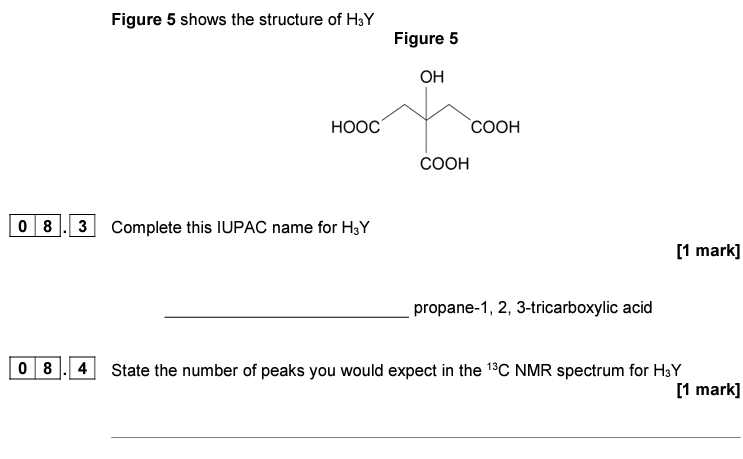 Figure 5 shows the structure of H₃Y
Figure 5
OH
HOOC COOH
COOH
0 8 . 3 Complete this IUPAC name for H₃Y
[1 mark]
propane-1, 2, 3-tricarboxylic acid
0 8 . 4 State the number of peaks you would expect in the ¹³C NMR spectrum for H₃Y
[1 mark]